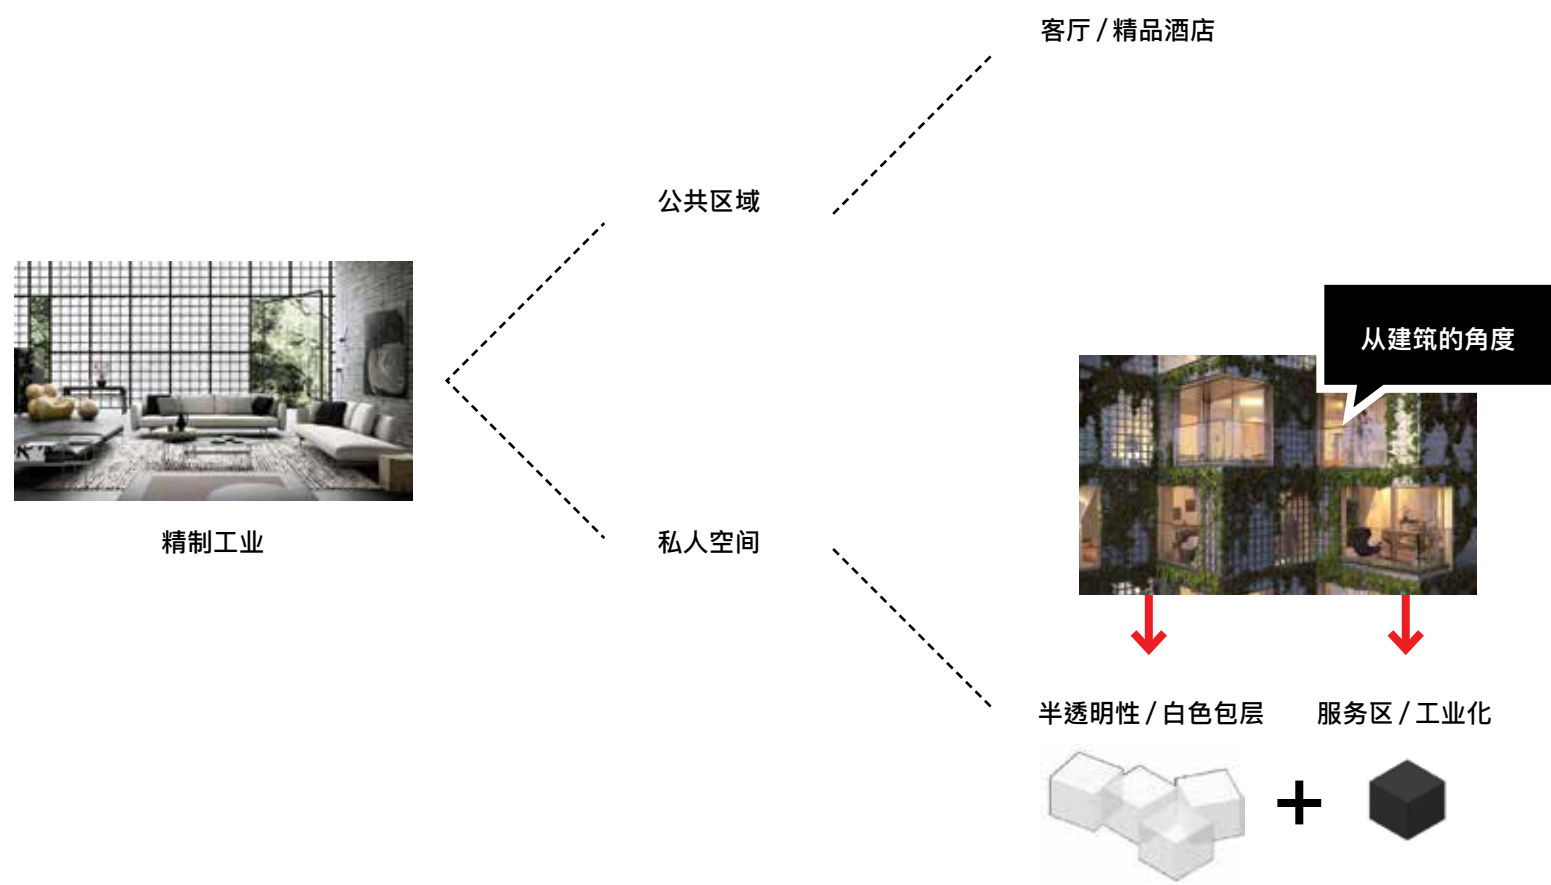 客厅 / 精品酒店
公共区域
从建筑的角度
精制工业
私人空间
半透明性 / 白色包层
服务区 / 工业化